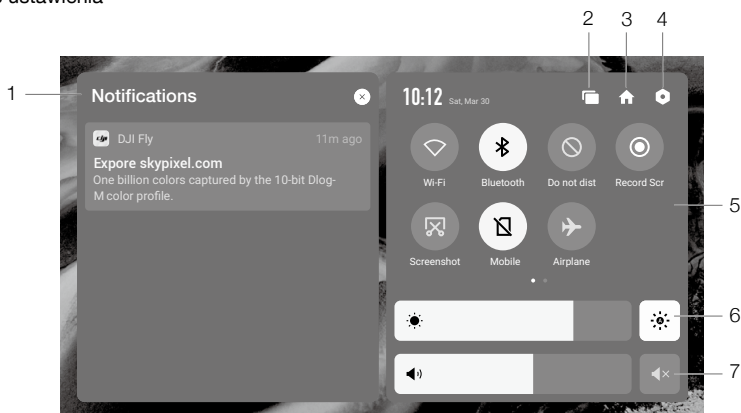 ustawienia
2 3 4
1
Notifications
10:12 Sat, Mar 30
dji DJI Fly 11m ago
Expore skypixel.com
One billion colors captured by the 10-bit Dlog-
M color profile.
Wi-Fi Bluetooth Do not dist Record Scr
5
Screenshot Mobile Airplane
A
6
7